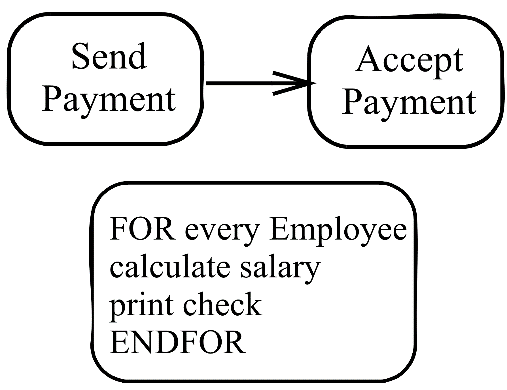 Send
Payment
Accept
Payment
FOR every Employee
calculate salary
print check
ENDFOR